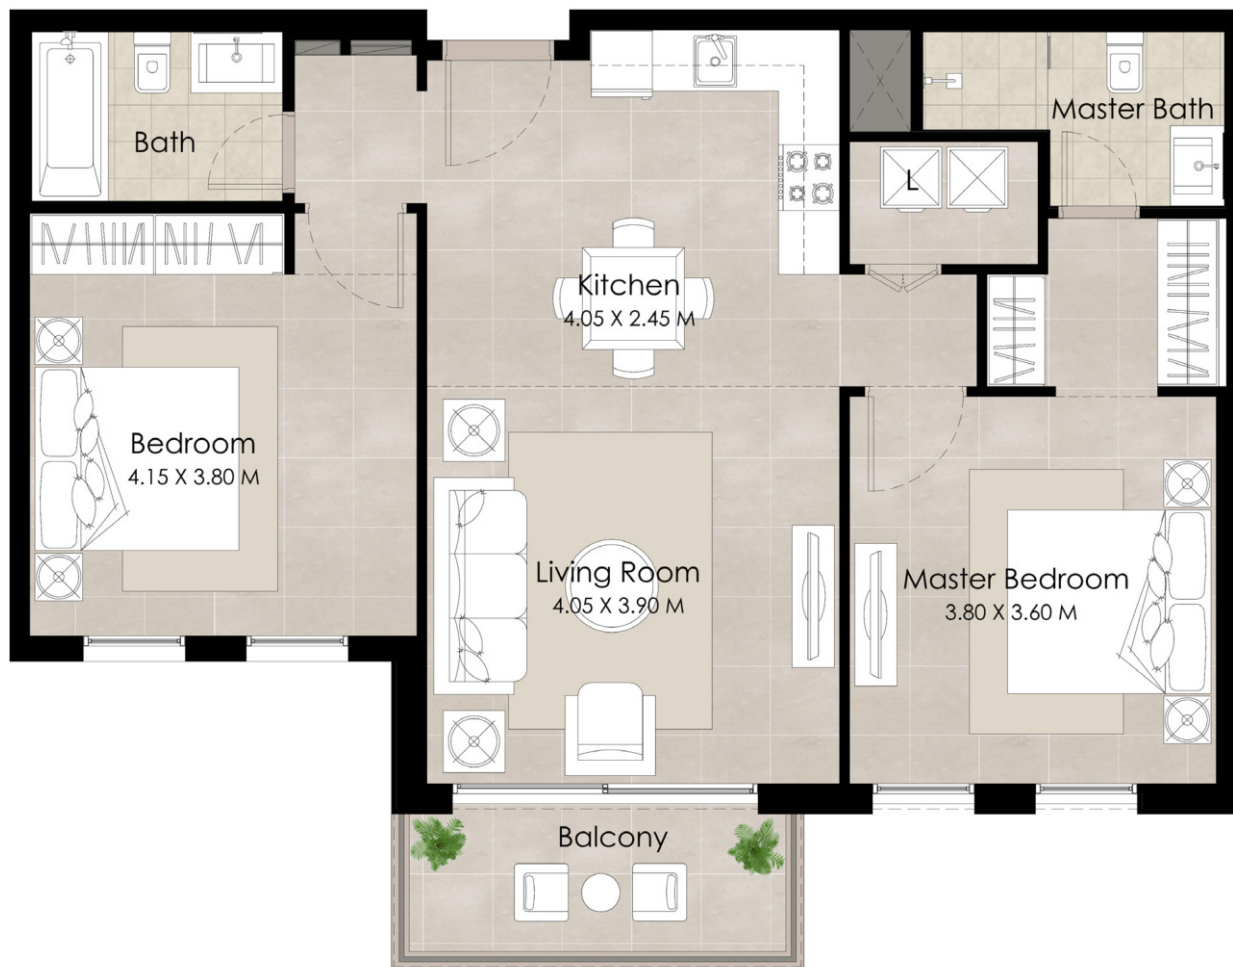 Bath
Master Bath
L
Kitchen
4.05 X 2.45 M
Bedroom
4.15 X 3.80 M
Living Room
4.05 X 3.90 M
Master Bedroom
3.80 X 3.60 M
Balcony